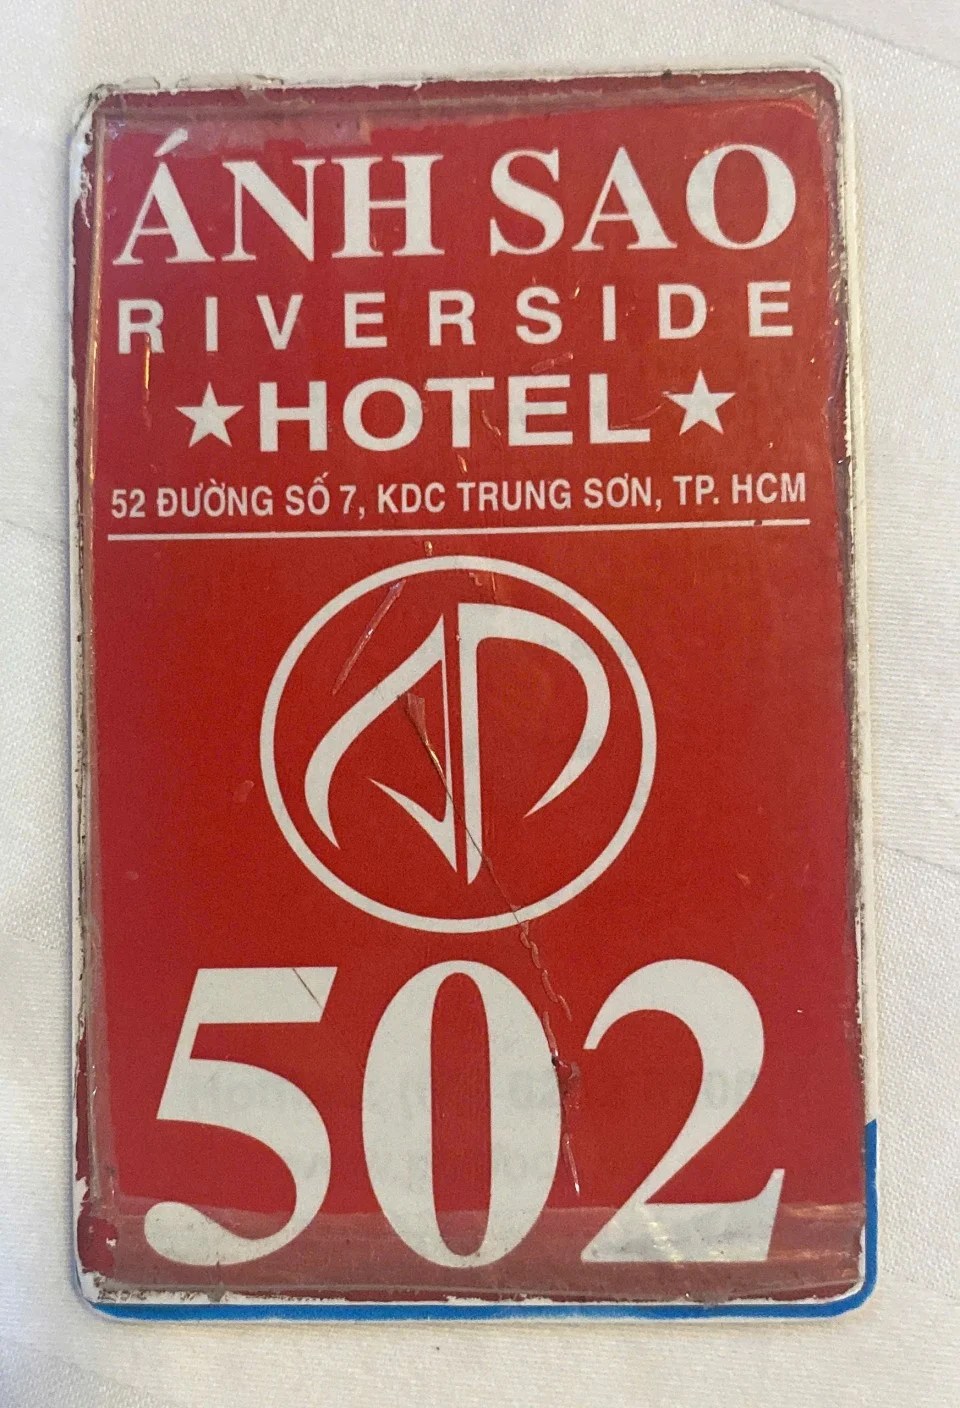 ÁNH SAO
RIVERSIDE
★HOTEL★
52 ĐƯỜNG SỐ 7, KDC TRUNG SƠN, TP. HCM
502